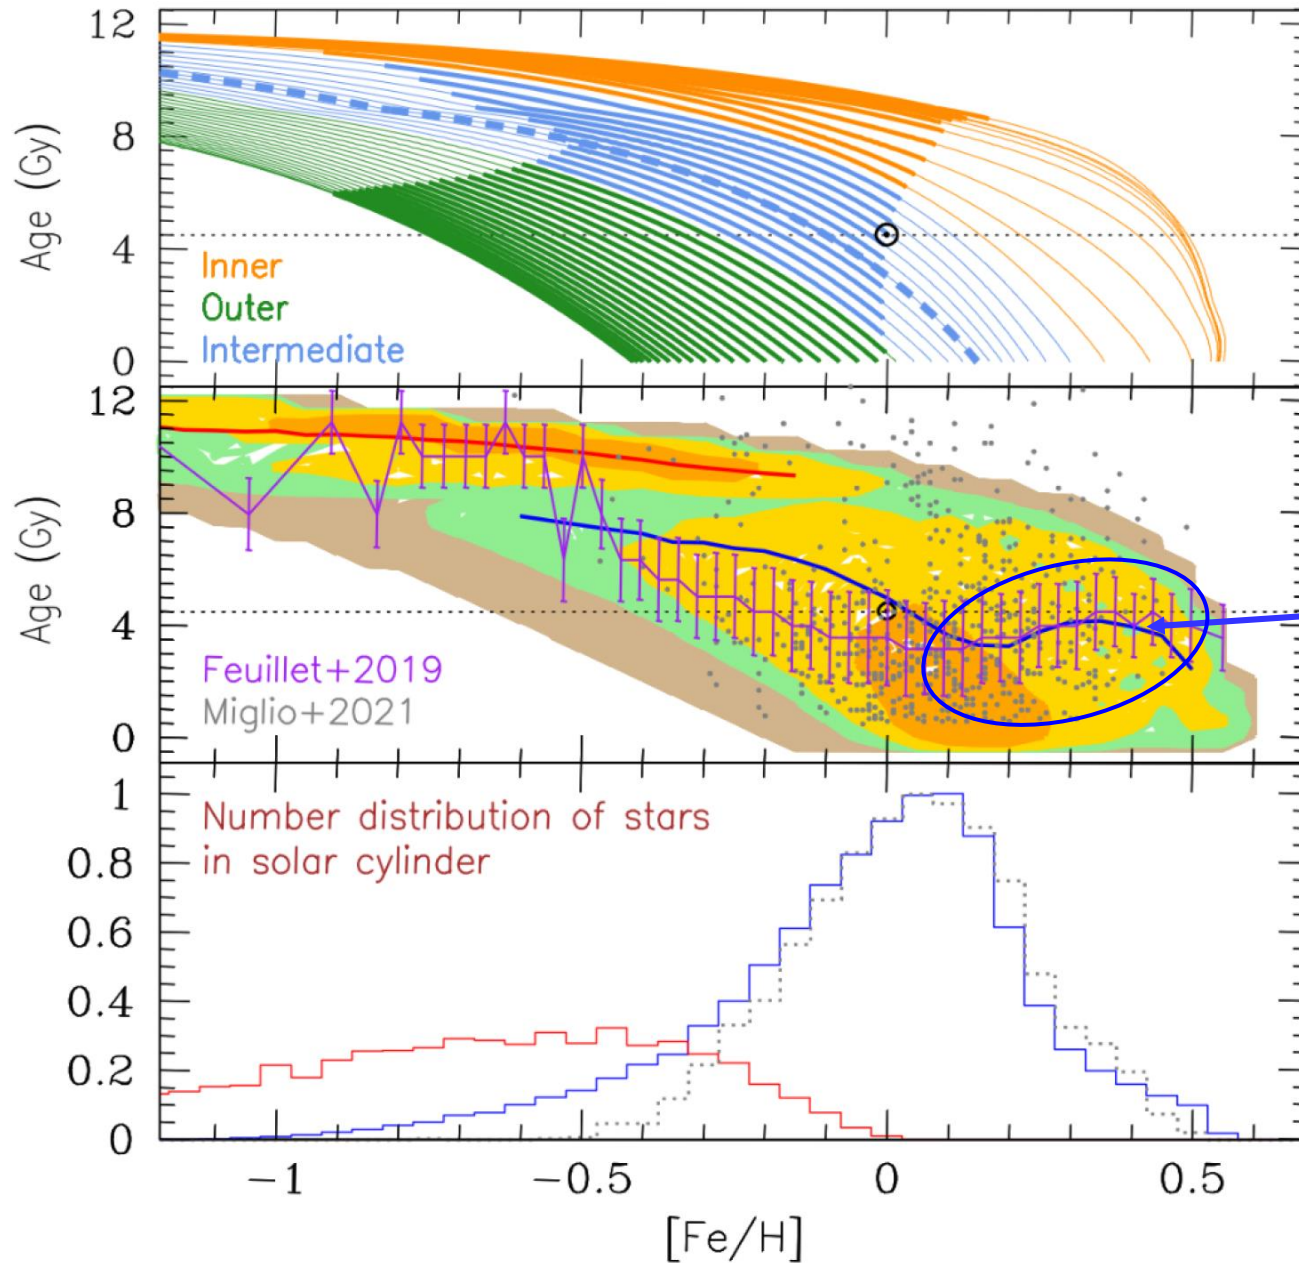 12
8
4
0
Age (Gy)
Inner
Outer
Intermediate
12
8
4
0
Age (Gy)
Feuillet+2019
Miglio+2021
Number distribution of stars
in solar cylinder
1
0.8
0.6
0.4
0.2
0
−1
−0.5
0
0.5
[Fe/H]